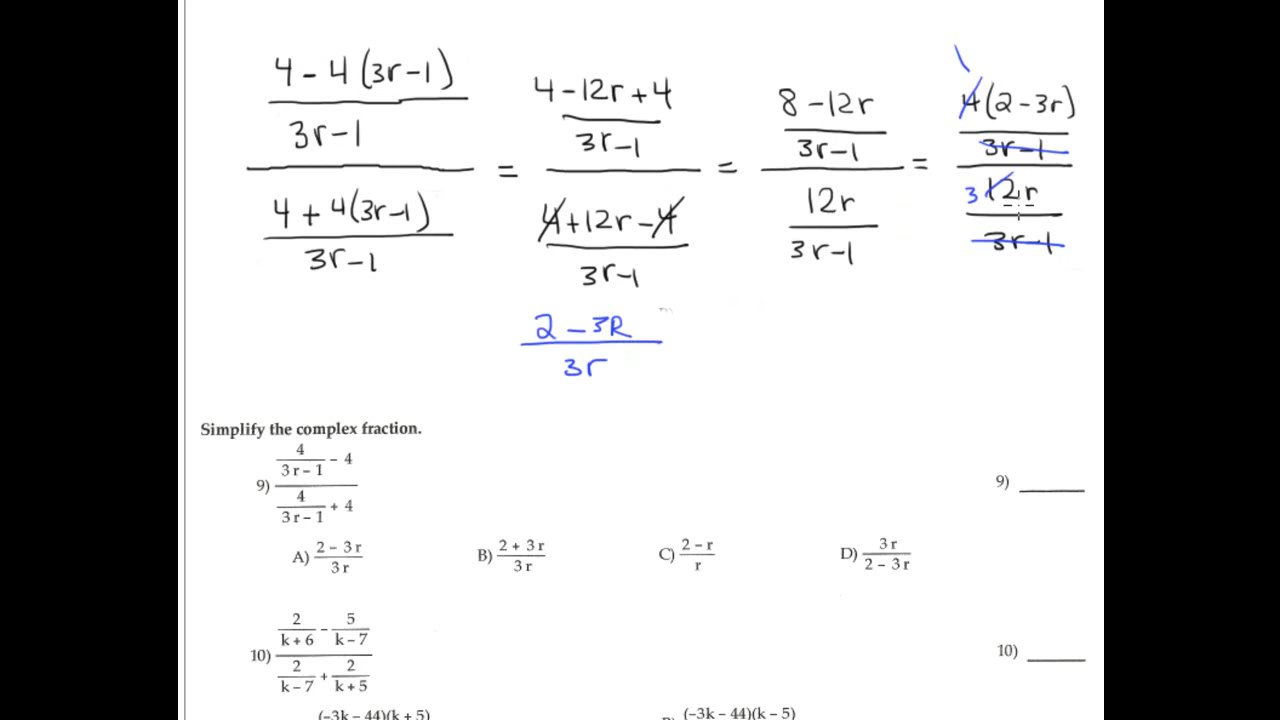 4 - 4(3r-1) / 3r-1
4 + 4(3r-1) / 3r-1
=
4-12r+4 / 3r-1
4+12r-4 / 3r-1
=
8-12r / 3r-1
12r / 3r-1
=
1 4(2-3r) / 3r-1
3 12r / 3r-1
2 - 3R / 3r
Simplify the complex fraction.
9) 4/(3r - 1) - 4
4/(3r - 1) + 4
9)
A) 2 - 3r / 3r B) 2 + 3r / 3r C) 2 - r / r D) 3r / 2 - 3r
10) 2/(k + 6) - 5/(k - 7)
2/(k - 7) + 2/(k + 5)
10)
(-3k - 44)(k + 5) (-3k - 44)(k - 5)